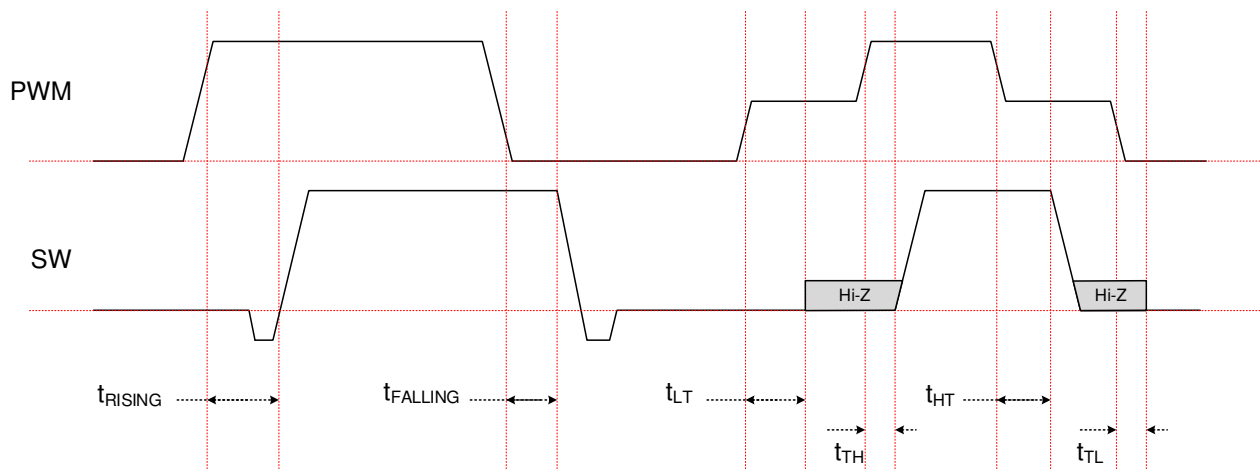 PWM
SW
Hi-Z
Hi-Z
tRISING
tFALLING
tLT
tHT
tTH
tTL